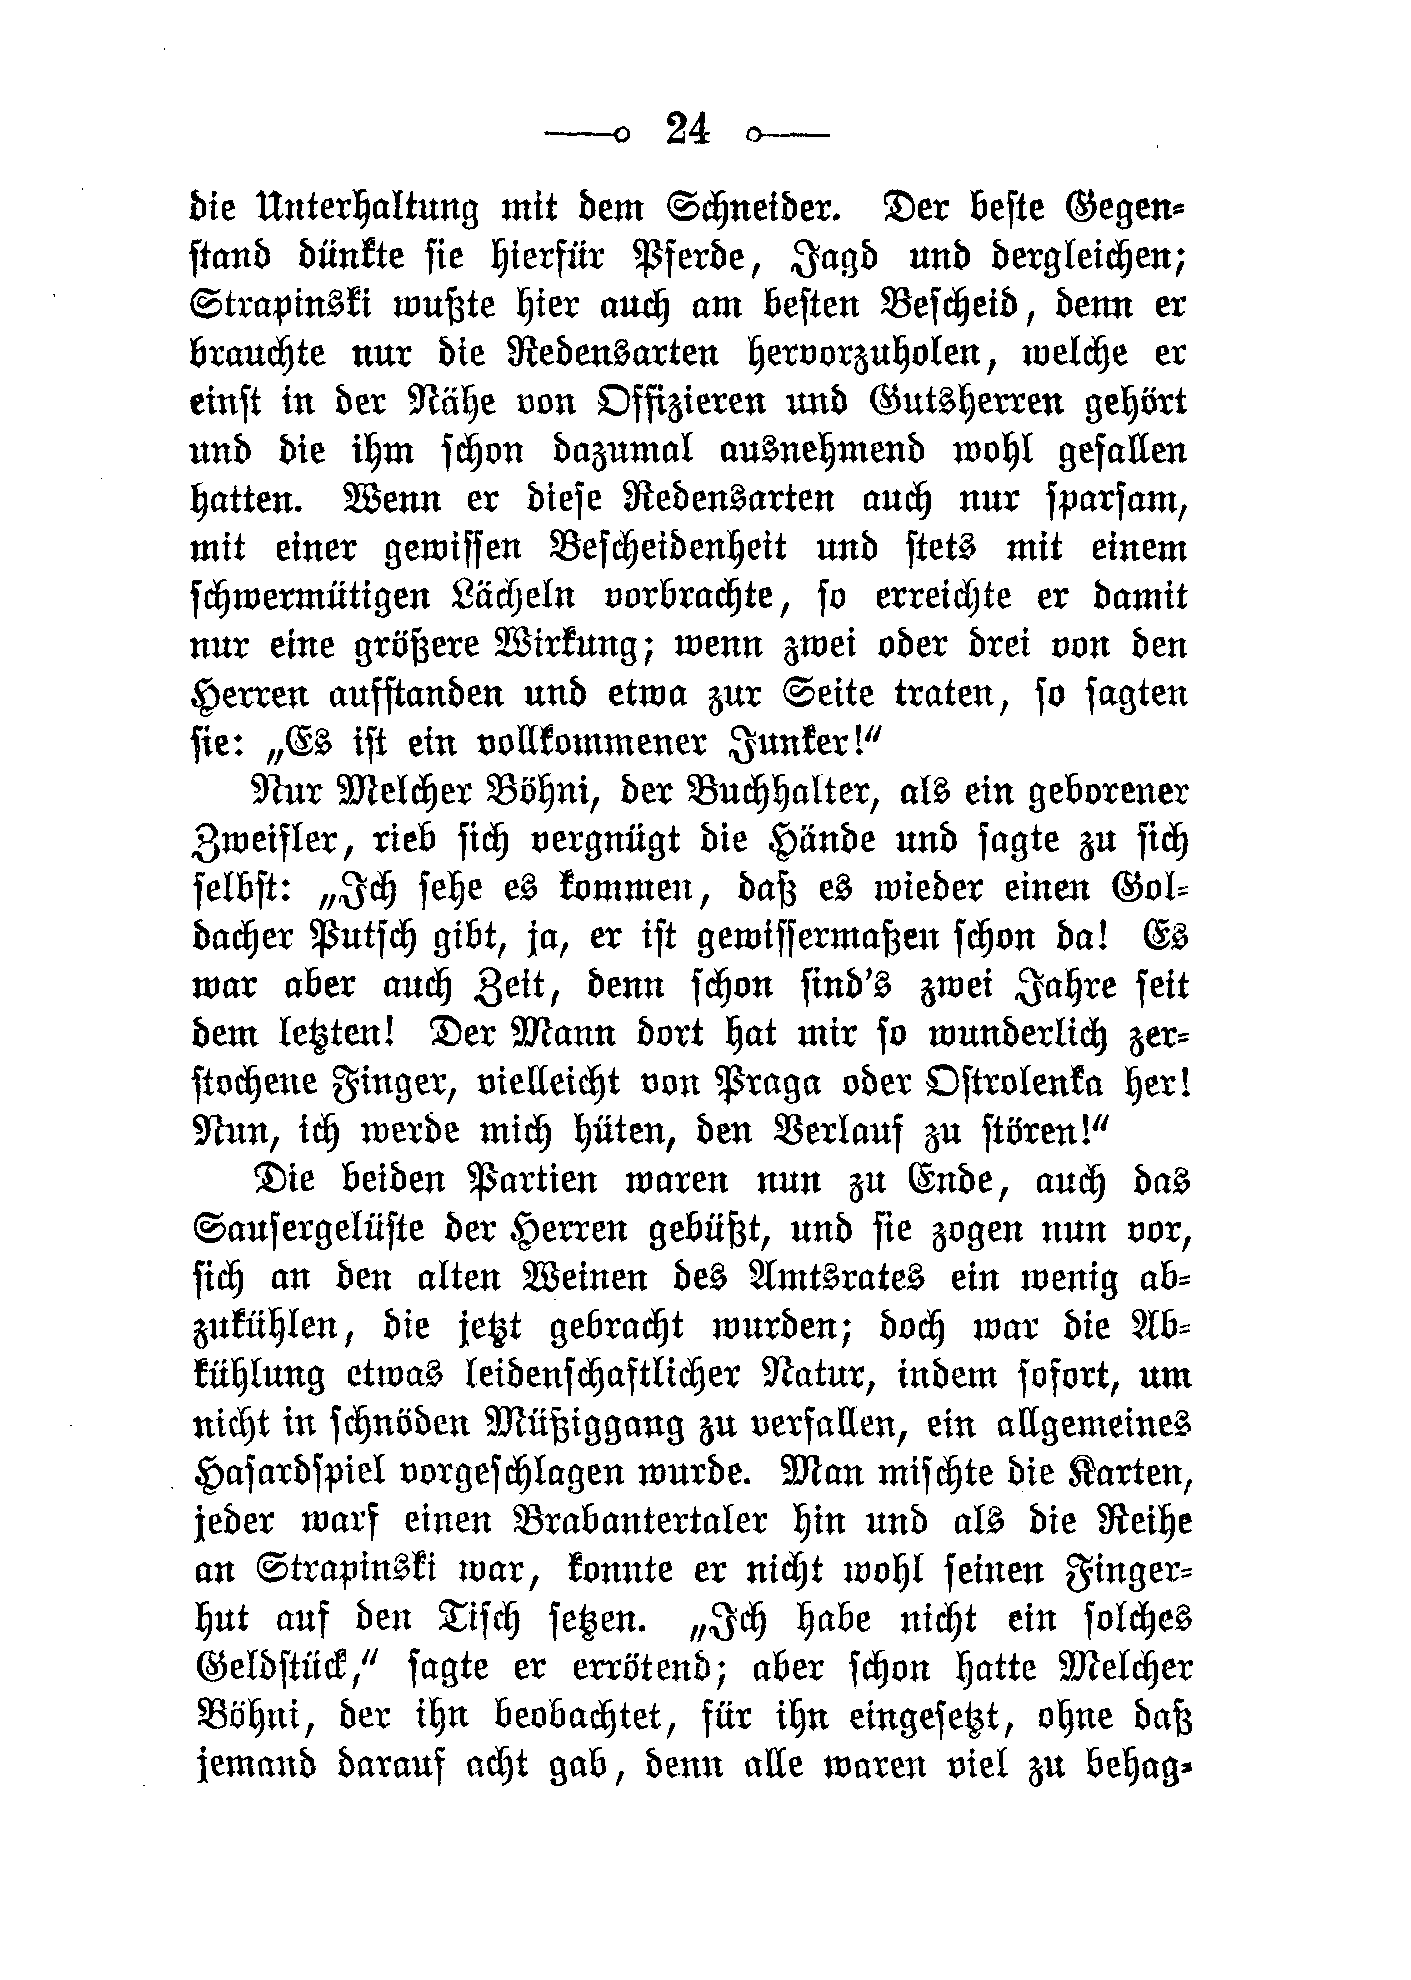 24
die Unterhaltung mit dem Schneider. Der beste Gegen-
stand dünkte sie hierfür Pferde, Jagd und dergleichen;
Strapinski wußte hier auch am besten Bescheid, denn er
brauchte nur die Redensarten hervorzuholen, welche er
einst in der Nähe von Offizieren und Gutsherren gehört
und die ihm schon dazumal ausnehmend wohl gefallen
hatten. Wenn er diese Redensarten auch nur sparsam,
mit einer gewissen Bescheidenheit und stets mit einem
schwermütigen Lächeln vorbrachte, so erreichte er damit
nur eine größere Wirkung; wenn zwei oder drei von den
Herren aufstanden und etwa zur Seite traten, so sagten
sie: „Es ist ein vollkommener Junker!“
Nur Melcher Böhni, der Buchhalter, als ein geborener
Zweifler, rieb sich vergnügt die Hände und sagte zu sich
selbst: „Ich sehe es kommen, daß es wieder einen Gol-
dacher Putsch gibt, ja, er ist gewissermaßen schon da! Es
war aber auch Zeit, denn schon sind's zwei Jahre seit
dem letzten! Der Mann dort hat mir so wunderlich zer-
stochene Finger, vielleicht von Praga oder Ostrolenka her!
Nun, ich werde mich hüten, den Verlauf zu stören!“
Die beiden Partien waren nun zu Ende, auch das
Sausergelüste der Herren gebüßt, und sie zogen nun vor,
sich an den alten Weinen des Amtsrates ein wenig ab-
zukühlen, die jetzt gebracht wurden; doch war die Ab-
kühlung etwas leidenschaftlicher Natur, indem sofort, um
nicht in schnöden Müßiggang zu verfallen, ein allgemeines
Hasardspiel vorgeschlagen wurde. Man mischte die Karten,
jeder warf einen Brabantertaler hin und als die Reihe
an Strapinski war, konnte er nicht wohl seinen Finger-
hut auf den Tisch setzen. „Ich habe nicht ein solches
Geldstück,“ sagte er errötend; aber schon hatte Melcher
Böhni, der ihn beobachtet, für ihn eingesetzt, ohne daß
jemand darauf acht gab, denn alle waren viel zu behag-